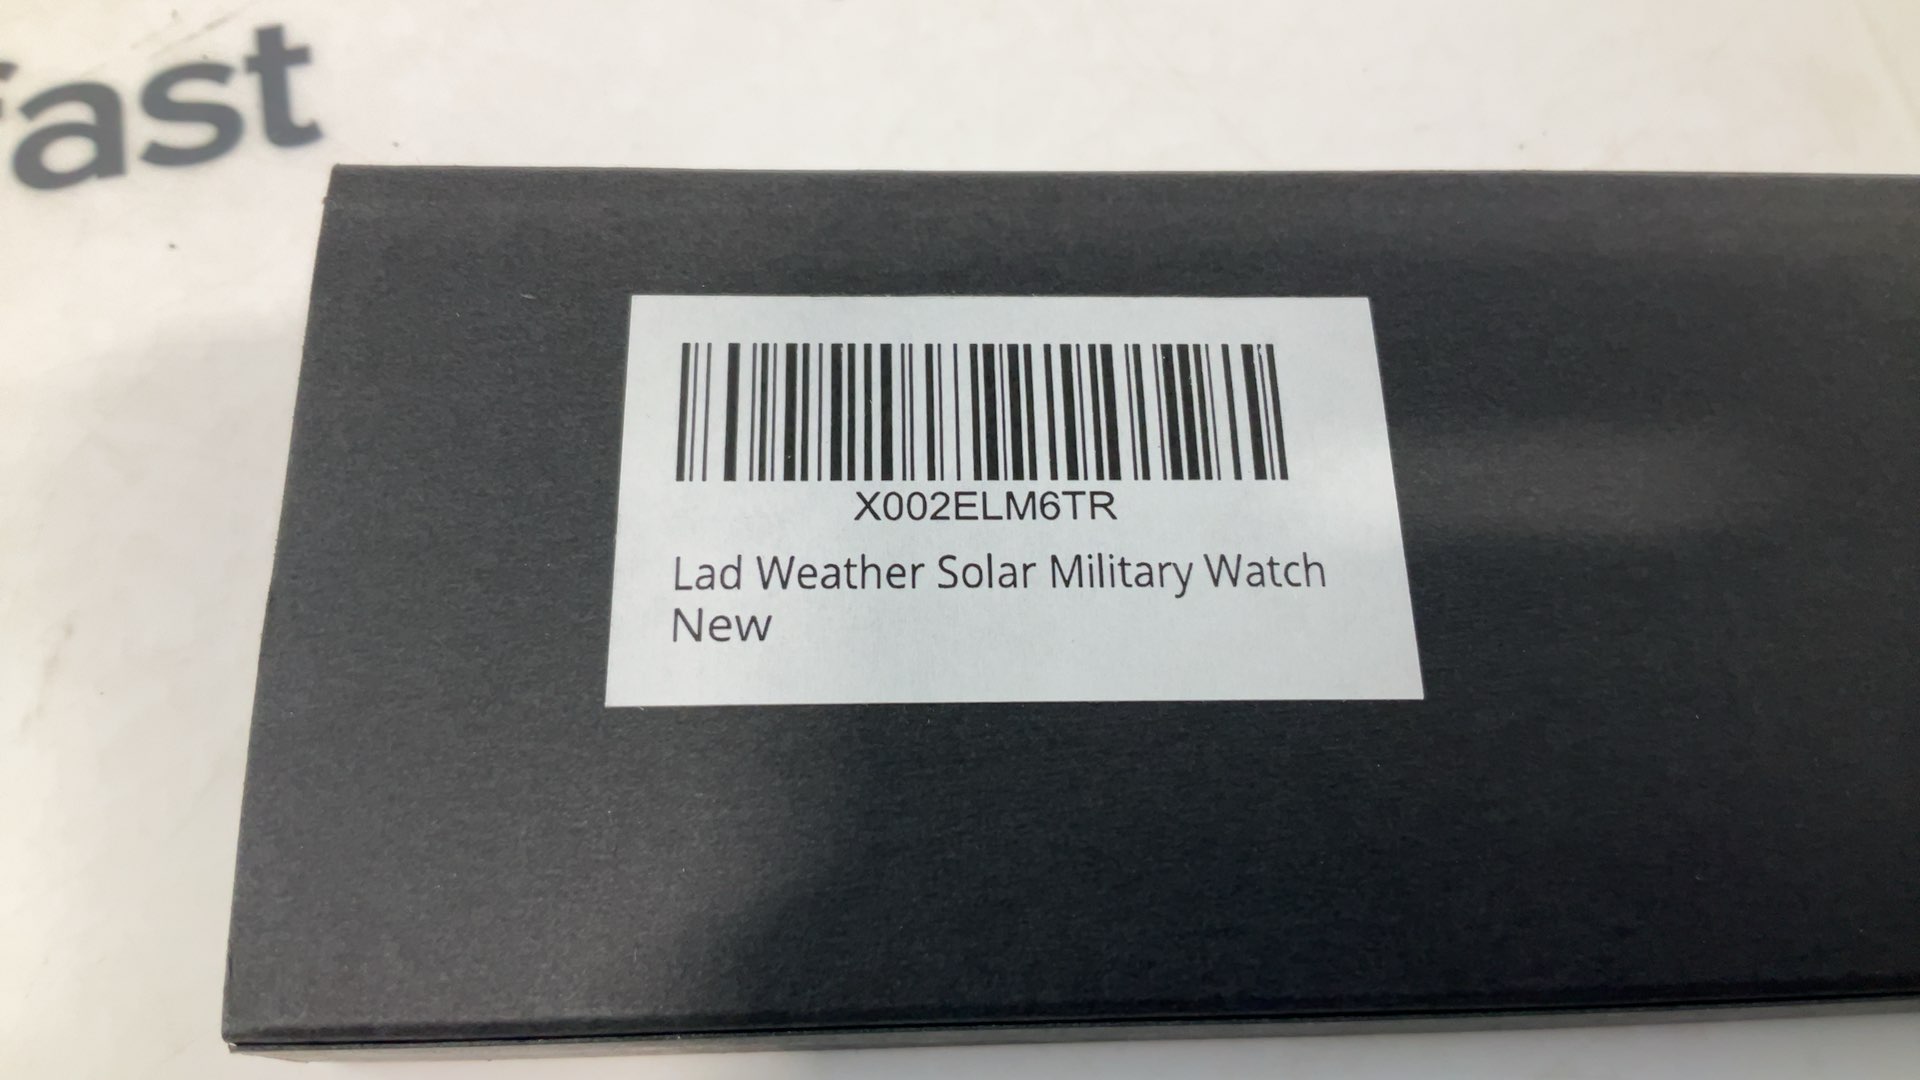 fast
X002ELM6TR
Lad Weather Solar Military Watch
New